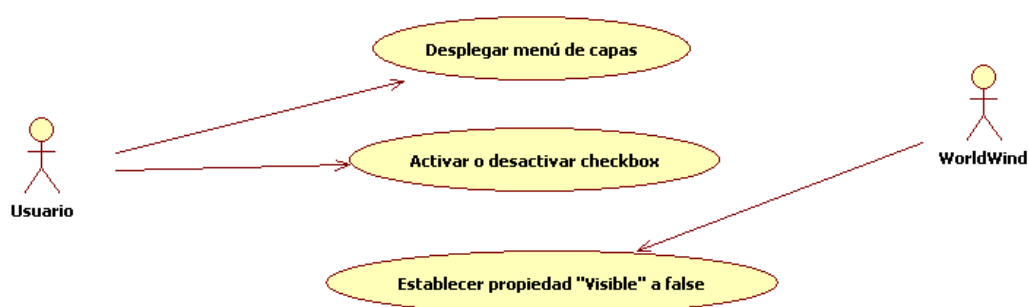 Desplegar menú de capas
Activar o desactivar checkbox
WorldWind
Usuario
Establecer propiedad "Visible" a false